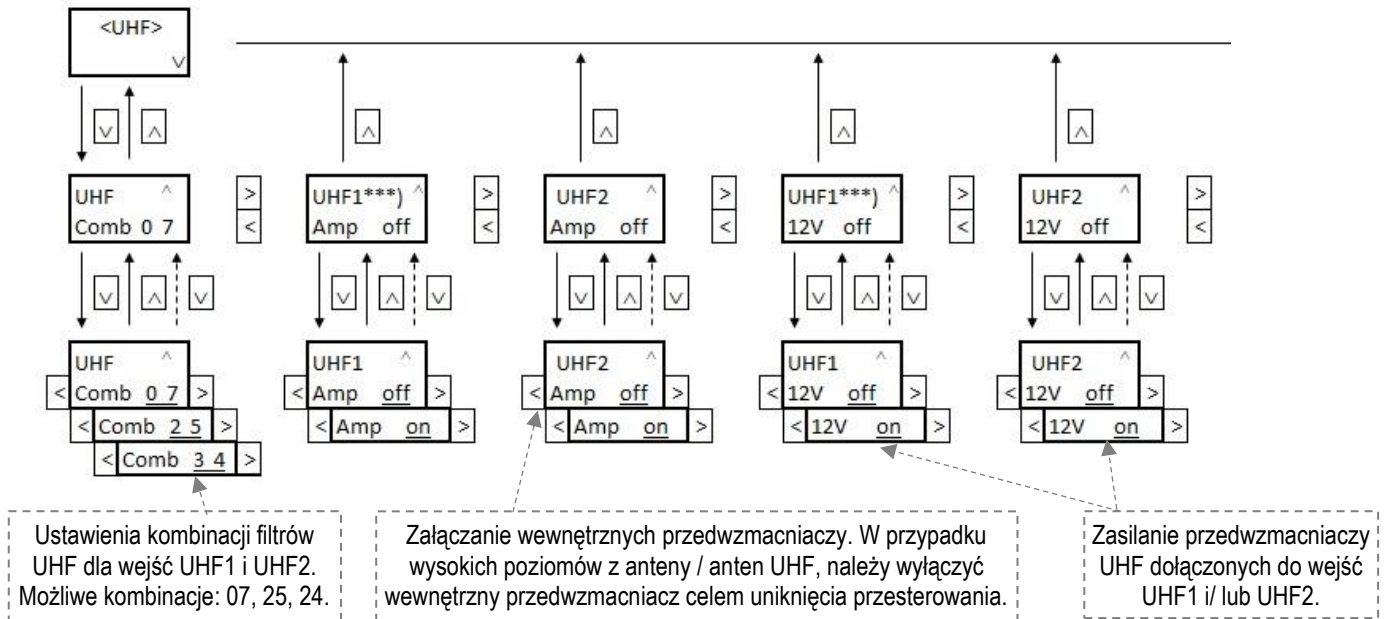 <UHF>
˅
˅ ˄ ˄ ˄ ˄ ˄
UHF ˄ > UHF1***) ˄ > UHF2 ˄ > UHF1***) ˄ > UHF2 ˄ >
Comb 0 7 < Amp off < Amp off < 12V off < 12V off <
˅ ˄ ˅ ˅ ˄ ˅ ˅ ˄ ˅ ˅ ˄ ˅ ˅ ˄ ˅
UHF ˄ UHF1 ˄ UHF2 ˄ UHF1 ˄ UHF2 ˄
< Comb 0 7 > < Amp off > < Amp off > < 12V off > < 12V off >
< Comb 2 5 > < Amp on > < Amp on > < 12V on > < 12V on >
< Comb 3 4 >
Ustawienia kombinacji filtrów
UHF dla wejść UHF1 i UHF2.
Możliwe kombinacje: 07, 25, 24.
Załączanie wewnętrznych przedwzmacniaczy. W przypadku
wysokich poziomów z anteny / anten UHF, należy wyłączyć
wewnętrzny przedwzmacniacz celem uniknięcia przesterowania.
Zasilanie przedwzmacniaczy
UHF dołączonych do wejść
UHF1 i/ lub UHF2.